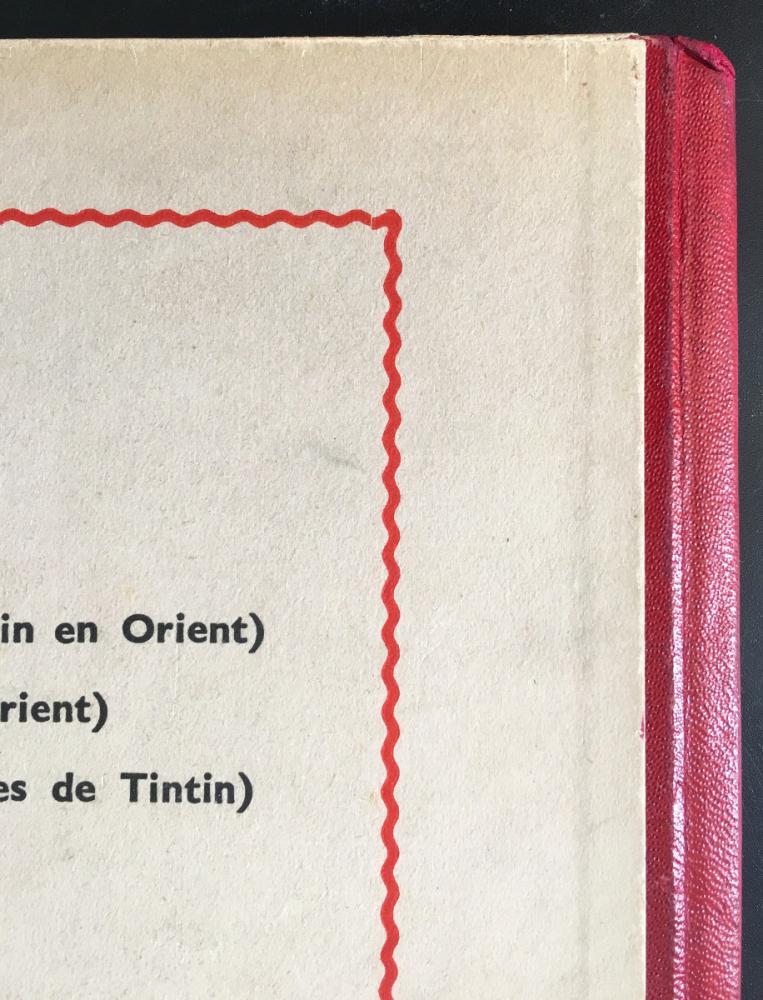 in en Orient)
rient)
es de Tintin)